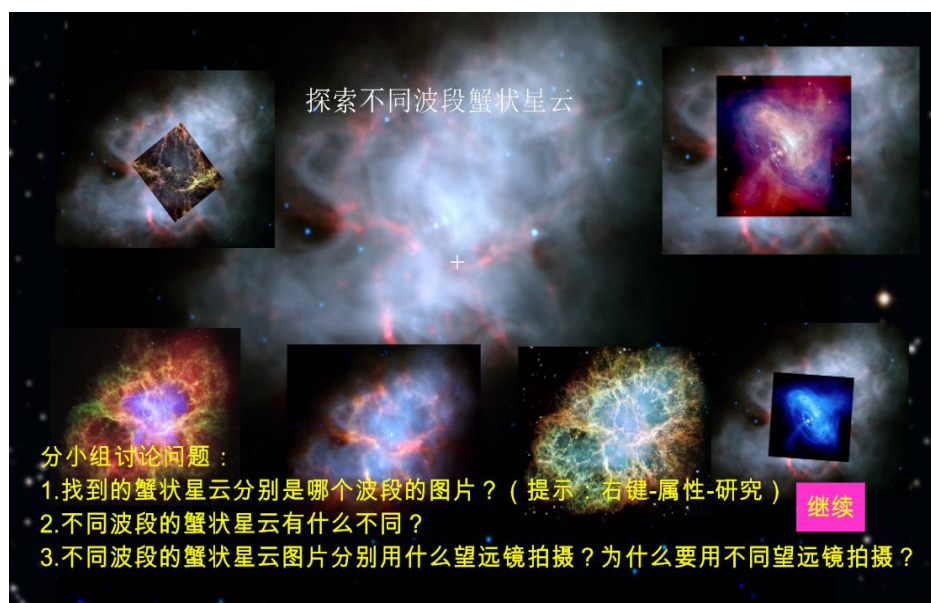 探索不同波段蟹状星云
分小组讨论问题：
1.找到的蟹状星云分别是哪个波段的图片？（提示：右键-属性-研究）
继续
2.不同波段的蟹状星云有什么不同？
3.不同波段的蟹状星云图片分别用什么望远镜拍摄？为什么要用不同望远镜拍摄？